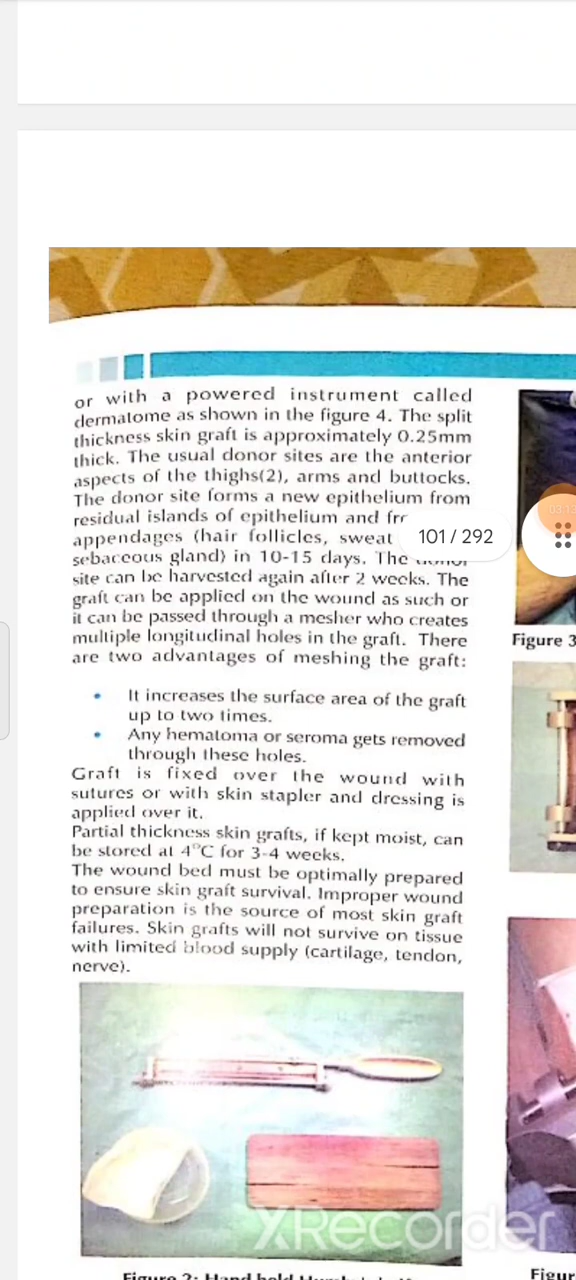 or with a powered instrument called
dermatome as shown in the figure 4. The split
thickness skin graft is approximately 0.25mm
thick. The usual donor sites are the anterior
aspects of the thighs(2), arms and buttocks.
The donor site forms a new epithelium from
residual islands of epithelium and
appendages (hair follicles, sweat
sebaceous gland) in 10-15 days. The
site can be harvested again after 2 weeks. The
graft can be applied on the wound as such or
it can be passed through a mesher who creates
multiple longitudinal holes in the graft. There
are two advantages of meshing the graft:
• It increases the surface area of the graft
up to two times.
• Any hematoma or seroma gets removed
through these holes.
Graft is fixed over the wound with
sutures or with skin stapler and dressing is
applied over it.
Partial thickness skin grafts, if kept moist, can
be stored at 4°C for 3-4 weeks.
The wound bed must be optimally prepared
to ensure skin graft survival. Improper wound
preparation is the source of most skin graft
failures. Skin grafts will not survive on tissue
with limited blood supply (cartilage, tendon,
nerve).
101 / 292
03:13
Figure 3
XRecorder
Figure 2: Hand held